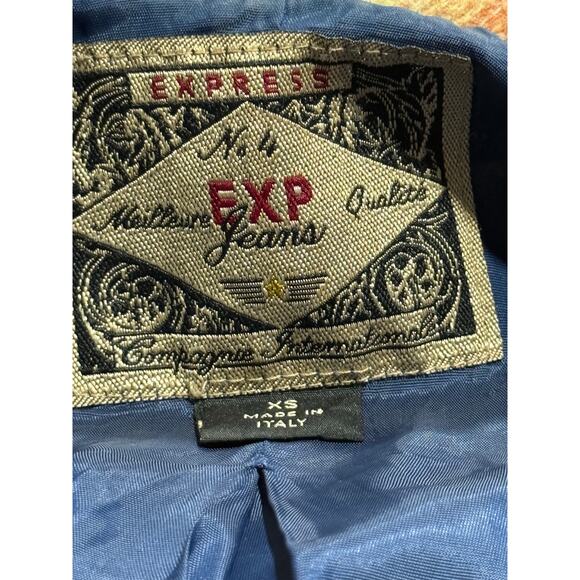 EXPRESS
No. 4
EXP
Meilleure Qualité
Jeans
Compagnie Internationale
XS
MADE IN
ITALY